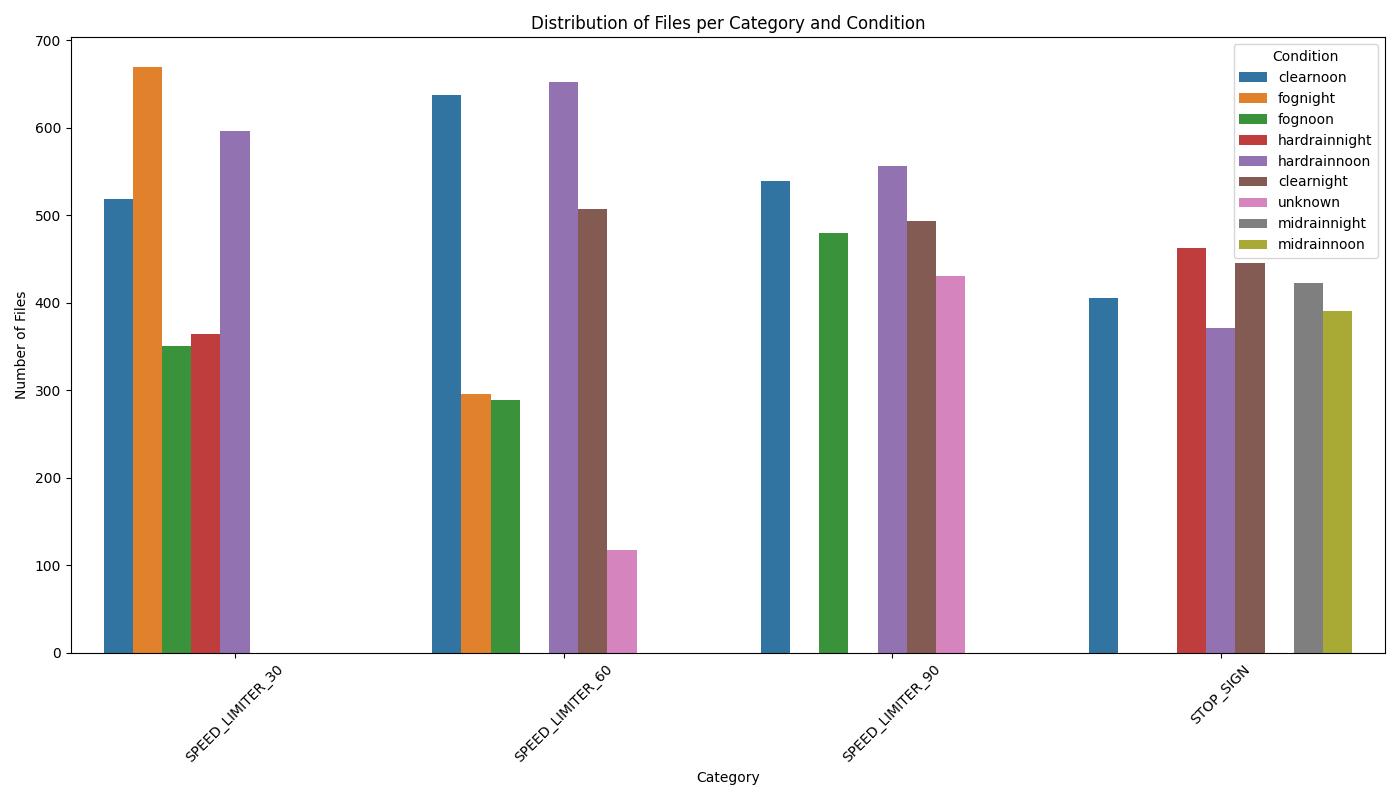 Distribution of Files per Category and Condition
Number of Files
700
600
500
400
300
200
100
0
Condition
clearnoon
fognight
fognoon
hardrainnight
hardrainnoon
clearnight
unknown
midrainnight
midrainnoon
SPEED_LIMITER_30
SPEED_LIMITER_60
SPEED_LIMITER_90
STOP_SIGN
Category